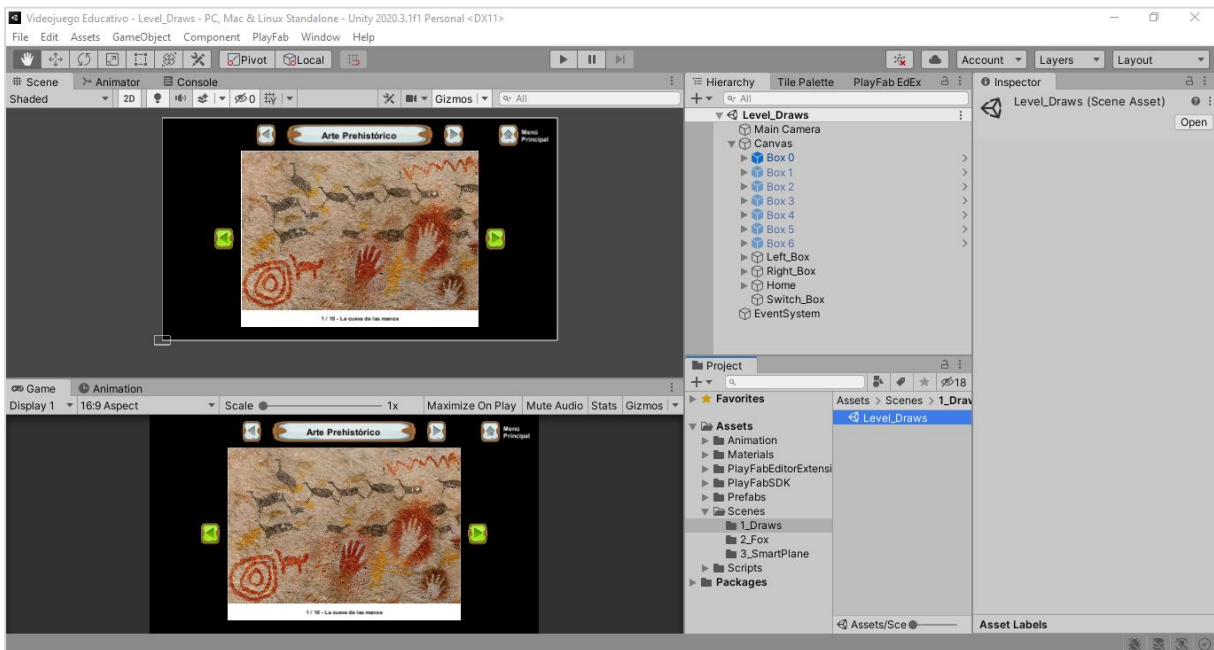 Videojuego Educativo - Level_Draws - PC, Mac & Linux Standalone - Unity 2020.3.1f1 Personal <DX11>
File Edit Assets GameObject Component PlayFab Window Help
Pivot Local Account Layers Layout
Scene Animator Console
Shaded 2D 0 Gizmos All
Arte Prehistórico
Menú
Principal
1 / 16 - La cueva de las manos
Game Animation
Display 1 16:9 Aspect Scale 1x Maximize On Play Mute Audio Stats Gizmos
Arte Prehistórico
Menú
Principal
1 / 16 - La cueva de las manos
Hierarchy Tile Palette PlayFab EdEx
All
Level_Draws
Main Camera
Canvas
Box 0
Box 1
Box 2
Box 3
Box 4
Box 5
Box 6
Left_Box
Right_Box
Home
Switch_Box
EventSystem
Project
18
Favorites
Assets
Animation
Materials
PlayFabEditorExtensi
PlayFabSDK
Prefabs
Scenes
1_Draws
2_Fox
3_SmartPlane
Scripts
Packages
Assets > Scenes > 1_Draw
Level_Draws
Assets/Sce
Inspector
Level_Draws (Scene Asset)
Open
Asset Labels